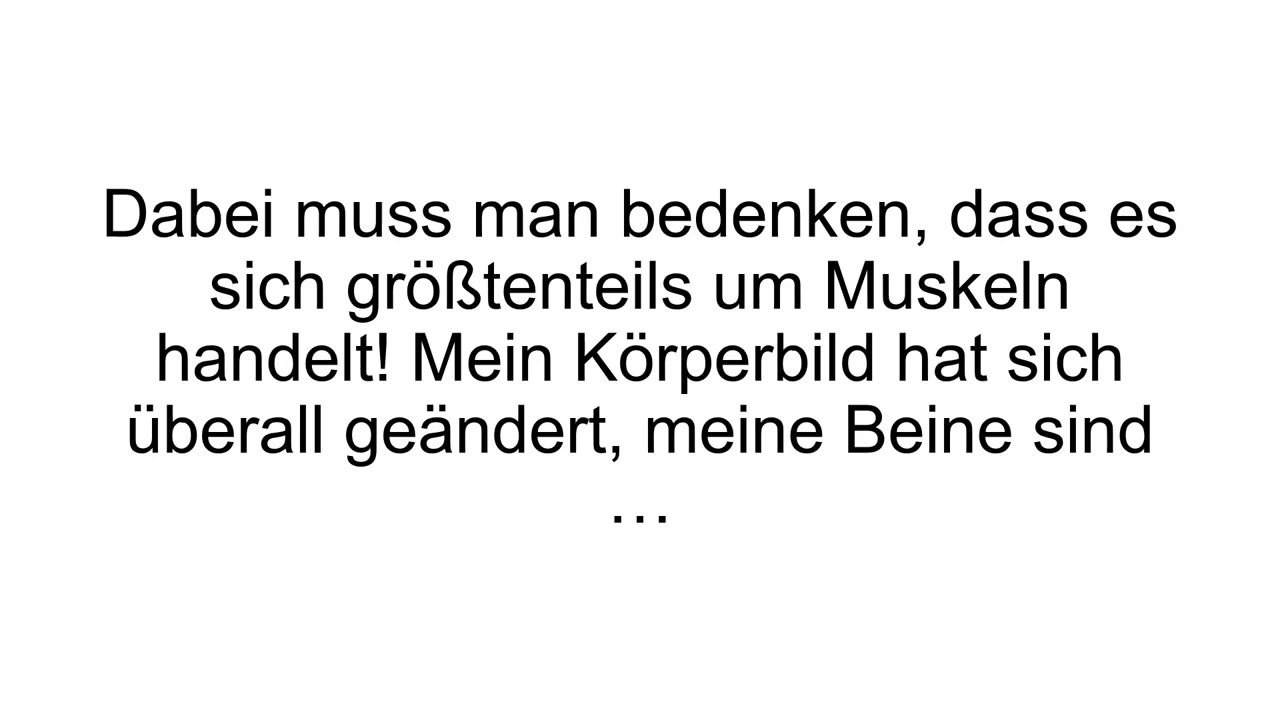 Dabei muss man bedenken, dass es
sich größtenteils um Muskeln
handelt! Mein Körperbild hat sich
überall geändert, meine Beine sind
…